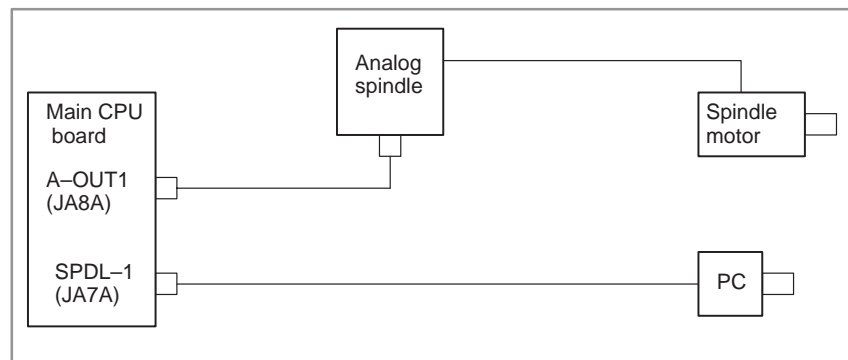 Analog
spindle
Main CPU
board
Spindle
motor
A–OUT1
(JA8A)
SPDL–1
(JA7A)
PC